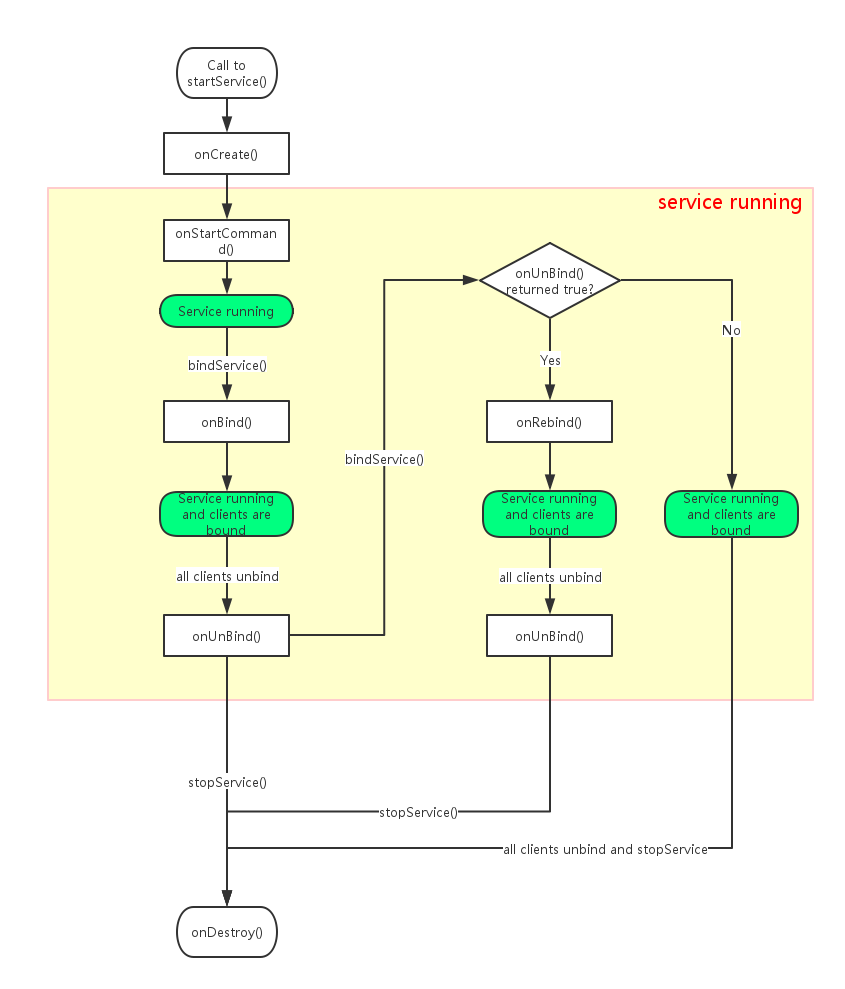 Call to
startService()
onCreate()
service running
onStartComman
d()
Service running
bindService()
onBind()
Service running
and clients are
bound
all clients unbind
onUnBind()
bindService()
onUnBind()
returned true?
Yes
No
onRebind()
Service running
and clients are
bound
Service running
and clients are
bound
all clients unbind
onUnBind()
stopService()
stopService()
all clients unbind and stopService
onDestroy()